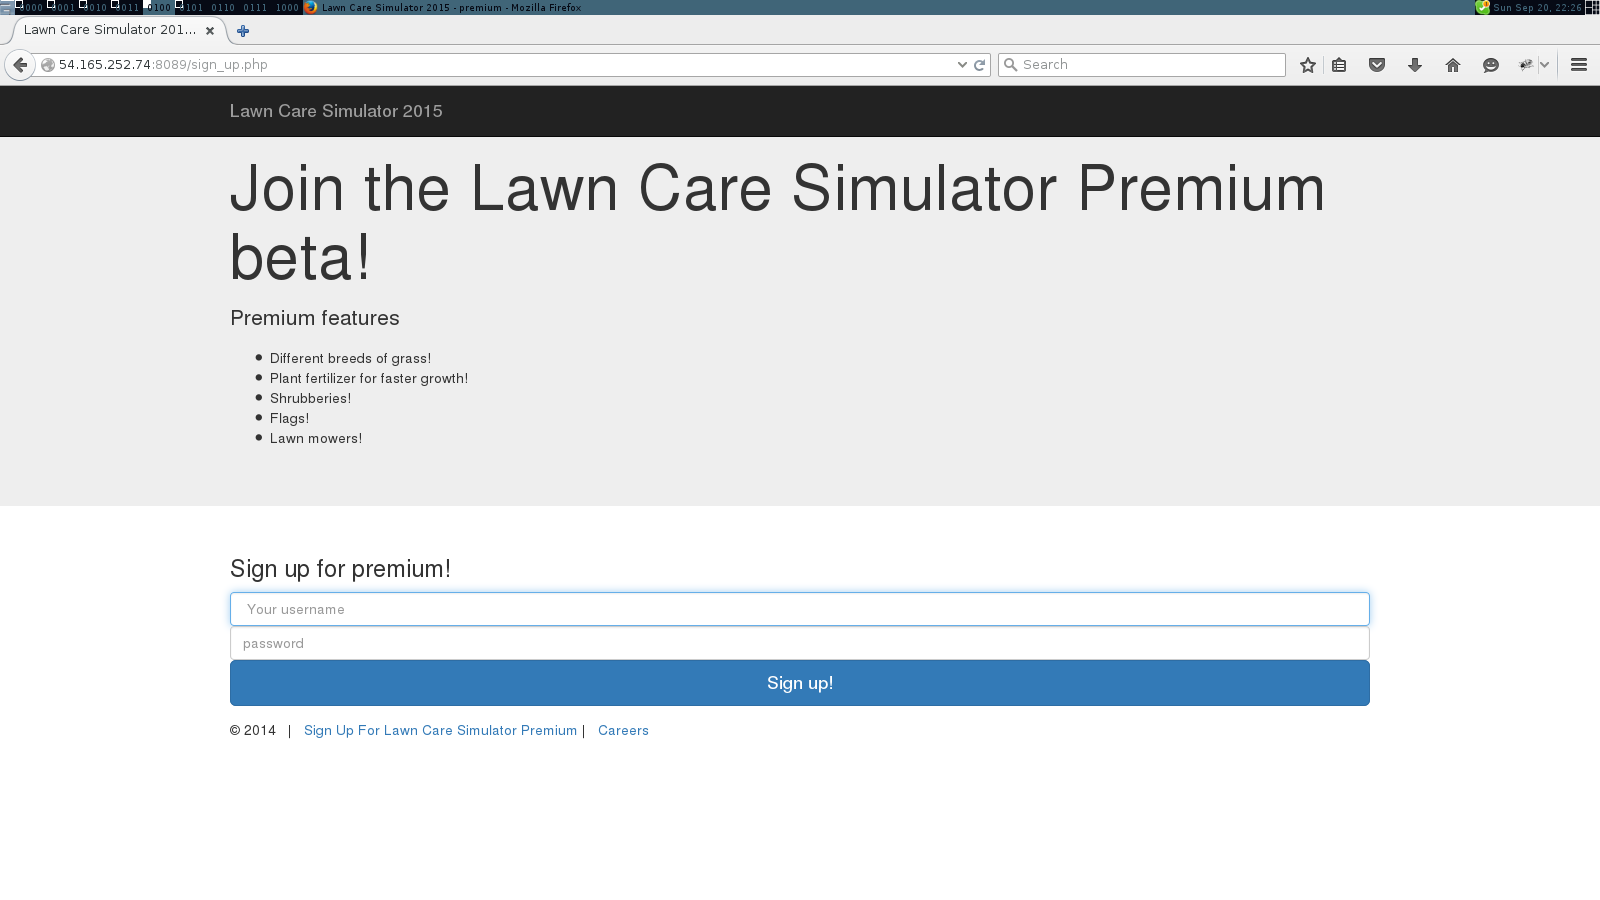 0000 0001 0010 0011 0100 0101 0110 0111 1000 Lawn Care Simulator 2015 - premium - Mozilla Firefox Sun Sep 20, 22:26
Lawn Care Simulator 201...
54.165.252.74:8089/sign_up.php Search
Lawn Care Simulator 2015
Join the Lawn Care Simulator Premium
beta!
Premium features
Different breeds of grass!
Plant fertilizer for faster growth!
Shrubberies!
Flags!
Lawn mowers!
Sign up for premium!
Your username
password
Sign up!
© 2014 | Sign Up For Lawn Care Simulator Premium | Careers